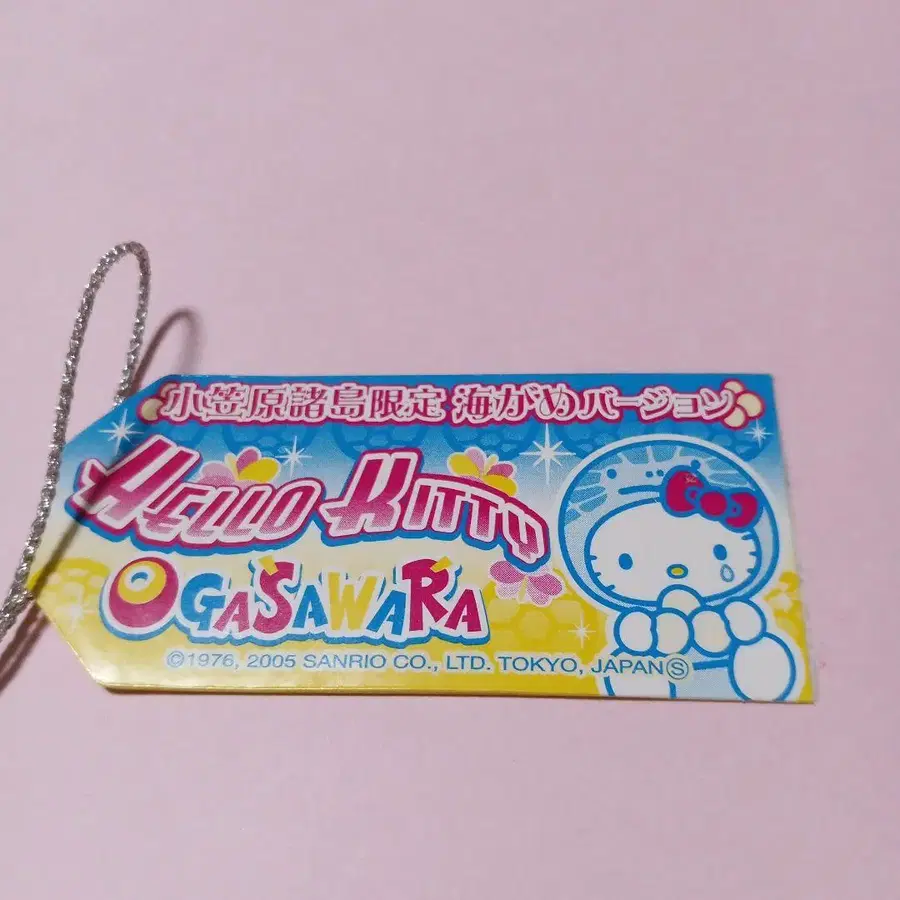 小笠原諸島限定 海がめバージョン
HELLO KITTY
OGASAWARA
©1976, 2005 SANRIO CO., LTD. TOKYO, JAPAN Ⓢ